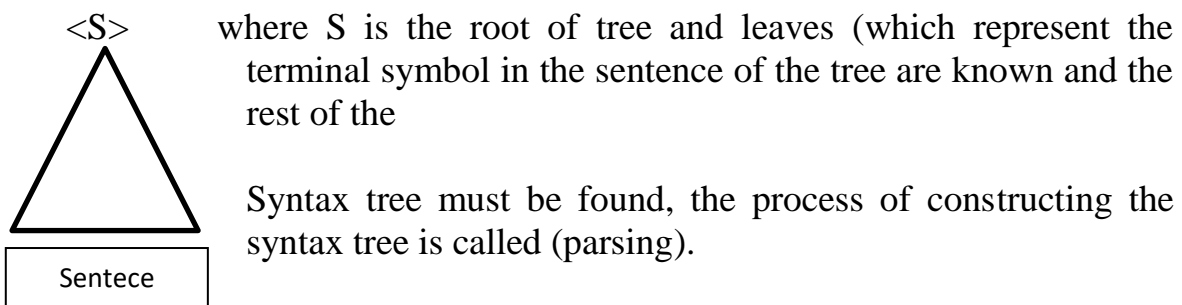 <S>
where S is the root of tree and leaves (which represent the
terminal symbol in the sentence of the tree are known and the
rest of the
Syntax tree must be found, the process of constructing the
syntax tree is called (parsing).
Sentece